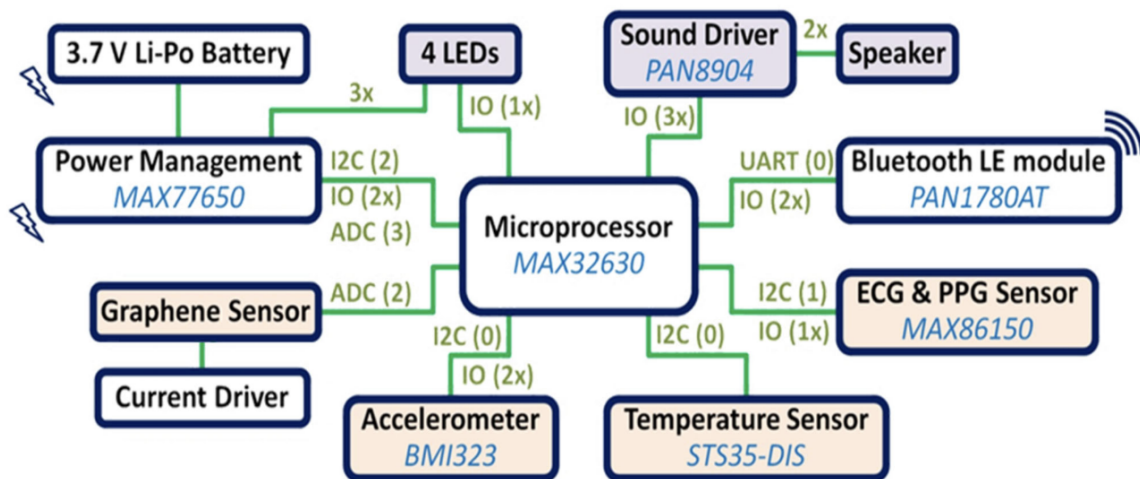 3.7 V Li-Po Battery
4 LEDs
Sound Driver
PAN8904
2x
Speaker
3x
IO (1x)
IO (3x)
Power Management
MAX77650
I2C (2)
IO (2x)
ADC (3)
UART (0)
IO (2x)
Bluetooth LE module
PAN1780AT
Microprocessor
MAX32630
Graphene Sensor
ADC (2)
I2C (1)
IO (1x)
ECG & PPG Sensor
MAX86150
Current Driver
I2C (0)
IO (2x)
I2C (0)
Accelerometer
BMI323
Temperature Sensor
STS35-DIS